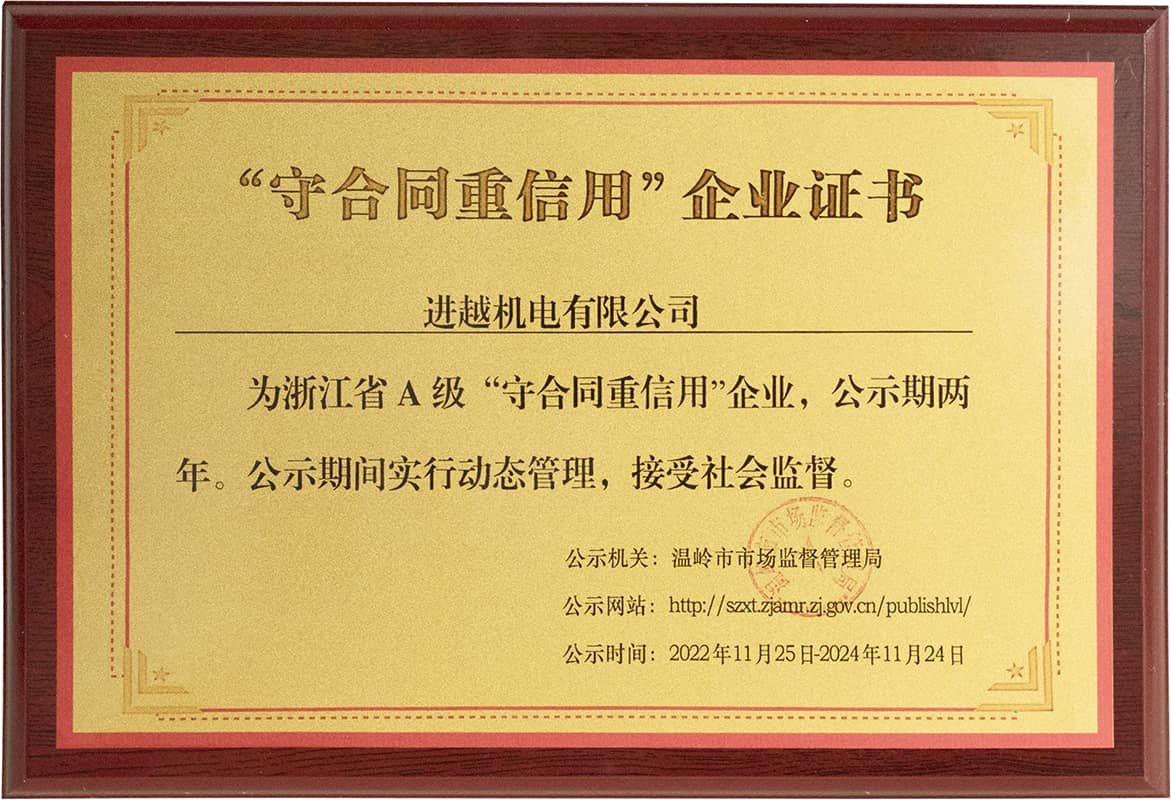 “守合同重信用”企业证书
进越机电有限公司
为浙江省 A 级“守合同重信用”企业，公示期两
年。公示期间实行动态管理，接受社会监督。
公示机关：温岭市市场监督管理局
公示网站：http://szxt.zjamr.zj.gov.cn/publishlvl/
公示时间：2022年11月25日-2024年11月24日